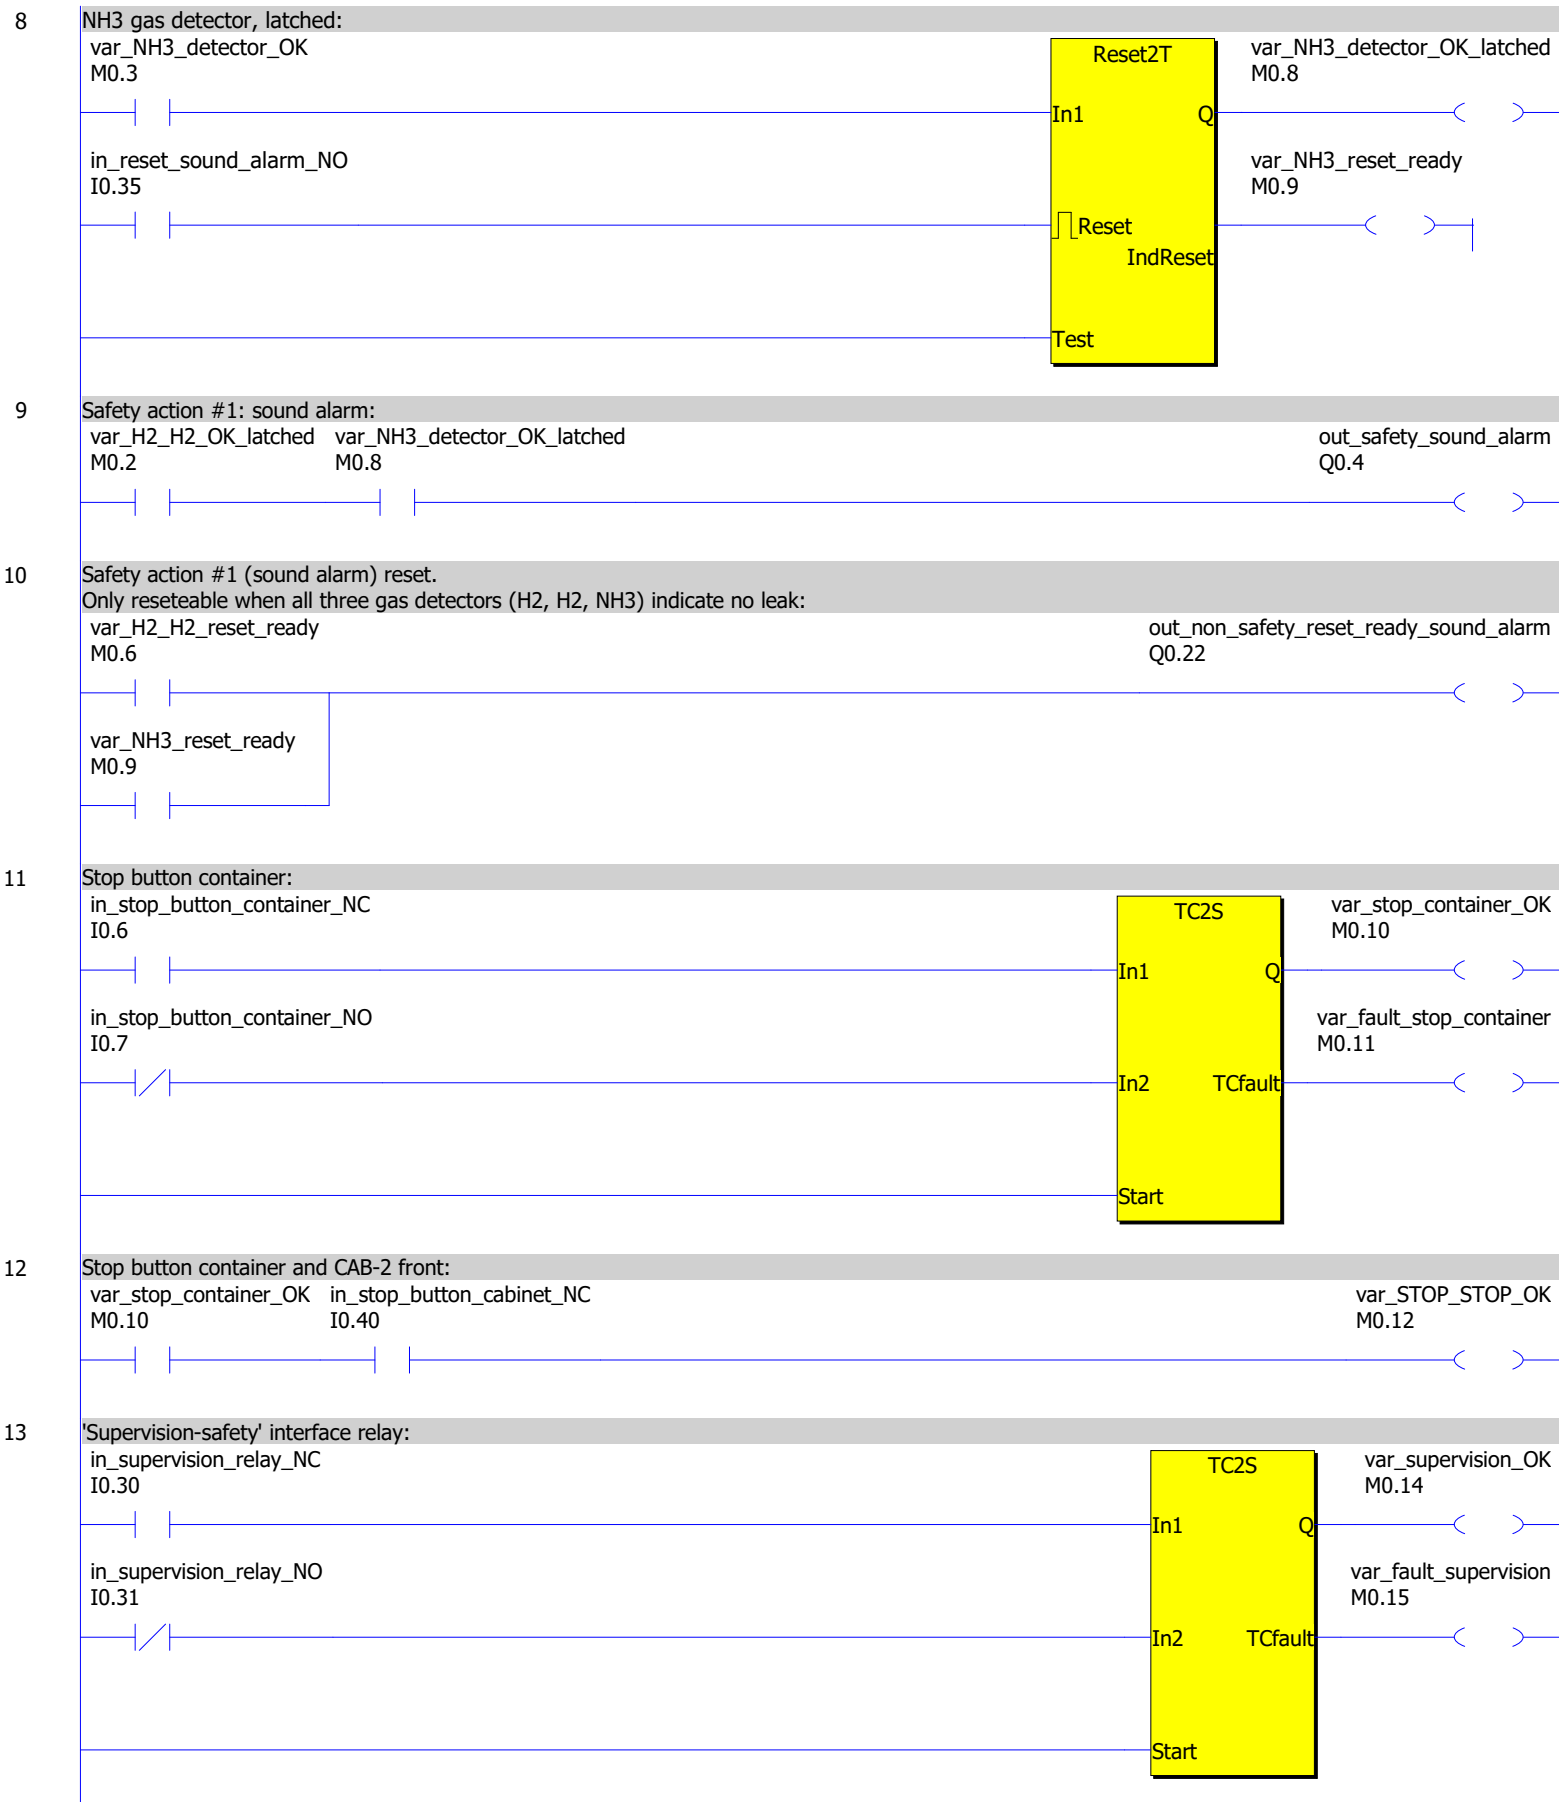 8
NH3 gas detector, latched:
var_NH3_detector_OK
M0.3
Reset2T
var_NH3_detector_OK_latched
M0.8
In1
Q
in_reset_sound_alarm_NO
I0.35
var_NH3_reset_ready
M0.9
Reset
IndReset
Test
9
Safety action #1: sound alarm:
var_H2_H2_OK_latched
M0.2
var_NH3_detector_OK_latched
M0.8
out_safety_sound_alarm
Q0.4
10
Safety action #1 (sound alarm) reset.
Only reseteable when all three gas detectors (H2, H2, NH3) indicate no leak:
var_H2_H2_reset_ready
M0.6
out_non_safety_reset_ready_sound_alarm
Q0.22
var_NH3_reset_ready
M0.9
11
Stop button container:
in_stop_button_container_NC
I0.6
TC2S
var_stop_container_OK
M0.10
In1
Q
in_stop_button_container_NO
I0.7
var_fault_stop_container
M0.11
In2
TCfault
Start
12
Stop button container and CAB-2 front:
var_stop_container_OK
M0.10
in_stop_button_cabinet_NC
I0.40
var_STOP_STOP_OK
M0.12
13
'Supervision-safety' interface relay:
in_supervision_relay_NC
I0.30
TC2S
var_supervision_OK
M0.14
In1
Q
in_supervision_relay_NO
I0.31
var_fault_supervision
M0.15
In2
TCfault
Start